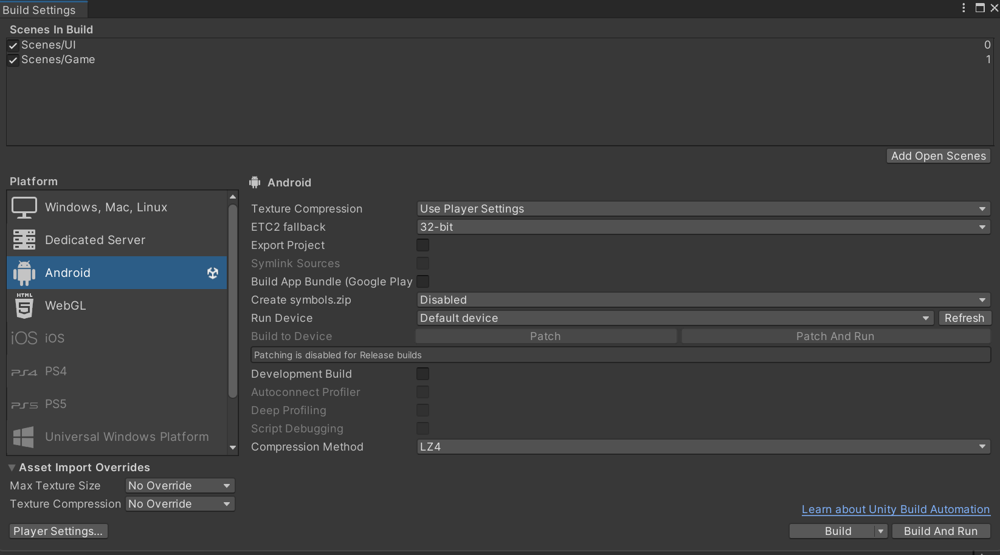 Build Settings
Scenes In Build
Scenes/UI 0
Scenes/Game 1
Add Open Scenes
Platform
Windows, Mac, Linux
Dedicated Server
Android
HTML
5
WebGL
iOS iOS
PS4 PS4
PS5 PS5
Universal Windows Platform
Android
Texture Compression Use Player Settings
ETC2 fallback 32-bit
Export Project
Symlink Sources
Build App Bundle (Google Play
Create symbols.zip Disabled
Run Device Default device Refresh
Build to Device Patch Patch And Run
Patching is disabled for Release builds
Development Build
Autoconnect Profiler
Deep Profiling
Script Debugging
Compression Method LZ4
Asset Import Overrides
Max Texture Size No Override
Texture Compression No Override
Learn about Unity Build Automation
Player Settings... Build Build And Run